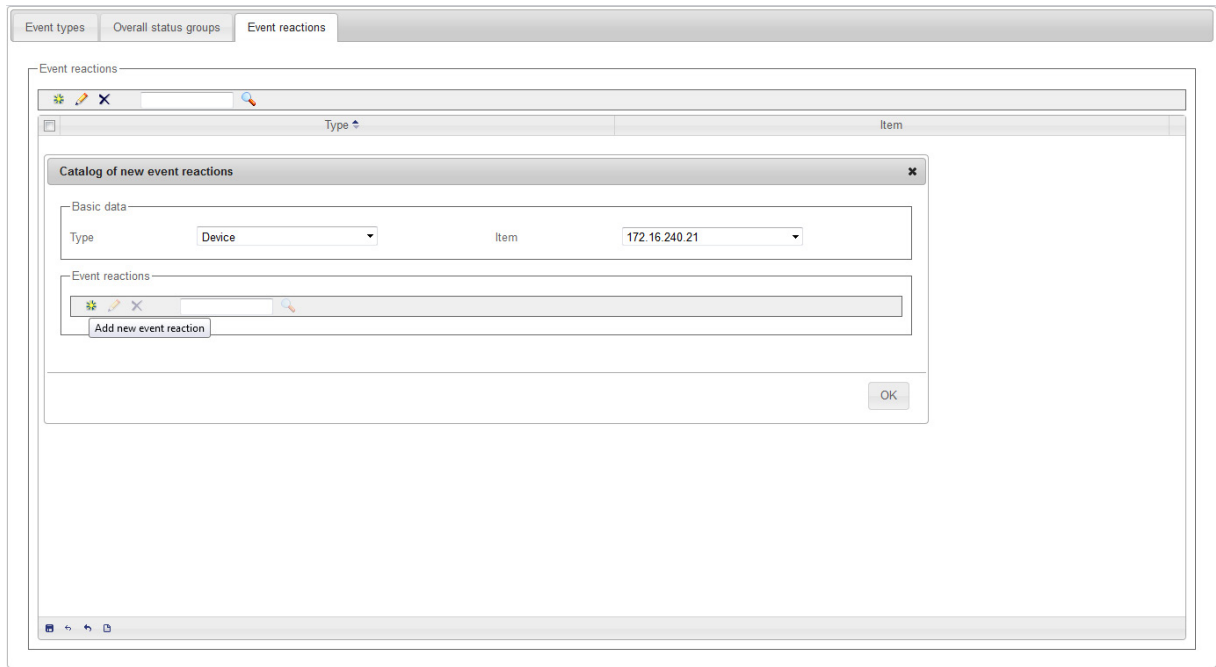 Event types Overall status groups Event reactions
Event reactions
Type Item
Catalog of new event reactions
Basic data
Type Device Item 172.16.240.21
Event reactions
Add new event reaction
OK